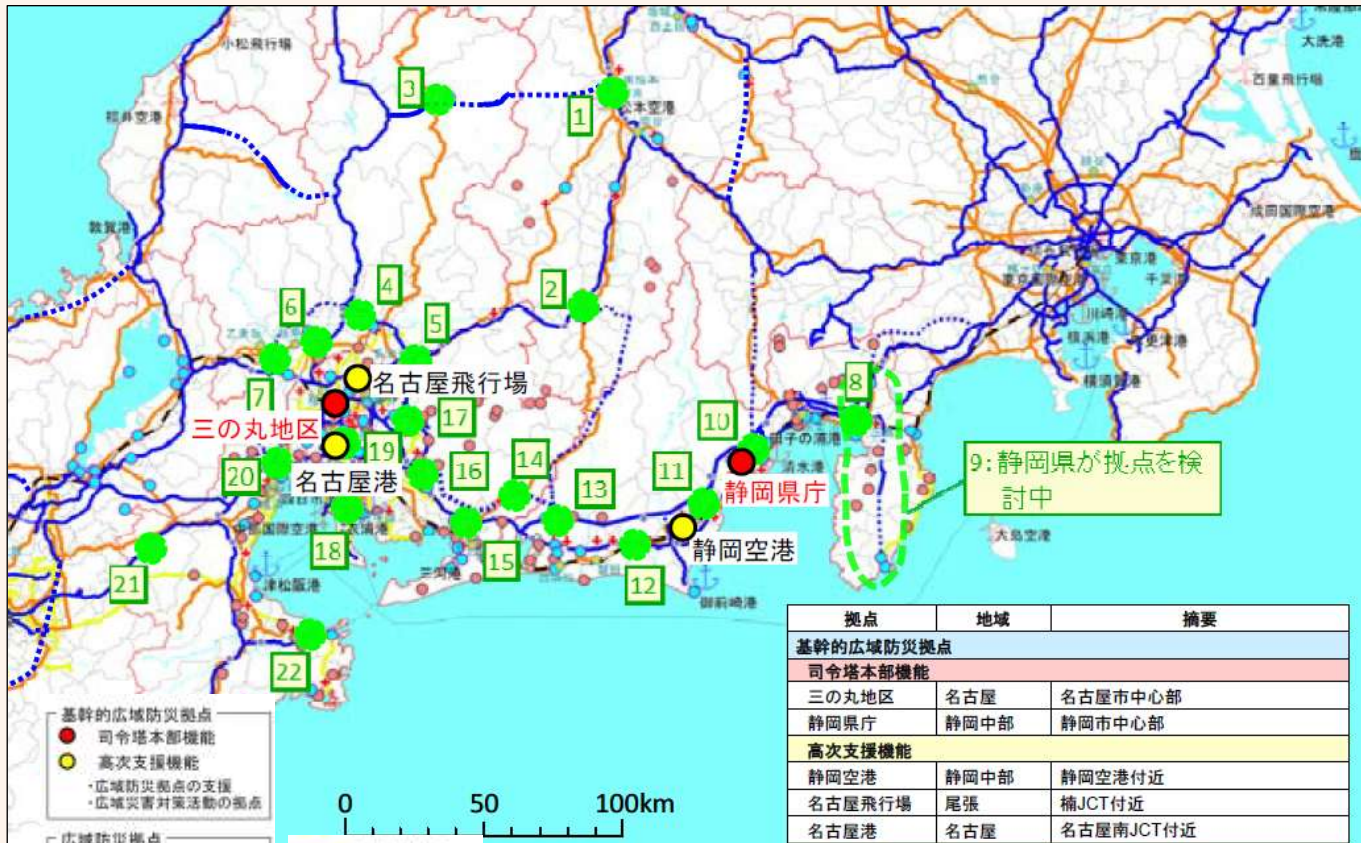 小松飛行場
福井空港
敦賀港
松本空港
大洗港
百里飛行場
成田国際空港
東京港
千葉港
川崎港
横浜港
木更津港
横須賀港
3
1
2
4
5
6
7
名古屋飛行場
三の丸地区
17
19
名古屋港
20
16
14
13
18
15
12
21
22
10
11
8
田子の浦港
清水港
静岡県庁
静岡空港
御前崎港
大島空港
中部国際空港
衣浦港
三河港
津松阪港
9:静岡県が拠点を検
討中
基幹的広域防災拠点
司令塔本部機能
高次支援機能
・広域防災拠点の支援
・広域災害対策活動の拠点
広域防災拠点
0 50 100km
拠点 地域 摘要
基幹的広域防災拠点
司令塔本部機能
三の丸地区 名古屋 名古屋市中心部
静岡県庁 静岡中部 静岡市中心部
高次支援機能
静岡空港 静岡中部 静岡空港付近
名古屋飛行場 尾張 楠JCT付近
名古屋港 名古屋 名古屋南JCT付近